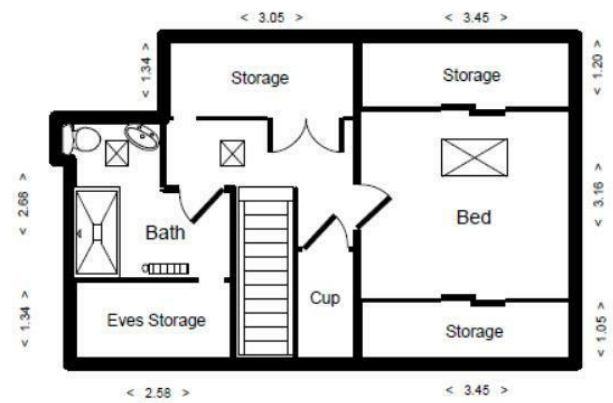 < 3.05 >
< 3.45 >
< 1.34 >
< 1.20 >
Storage
Storage
< 2.68 >
< 3.16 >
Bath
Bed
< 1.34 >
Eves Storage
Cup
Storage
< 1.05 >
< 2.58 >
< 3.45 >